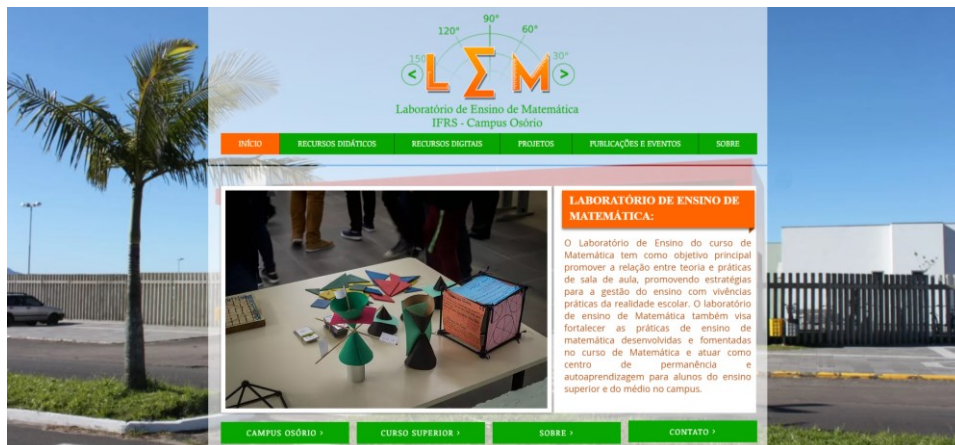 90°
120° 60°
150 30°
< LΣM >
Laboratório de Ensino de Matemática
IFRS - Campus Osório
INÍCIO RECURSOS DIDÁTICOS RECURSOS DIGITAIS PROJETOS PUBLICAÇÕES E EVENTOS SOBRE
LABORATÓRIO DE ENSINO DE
MATEMÁTICA:
O Laboratório de Ensino do curso de
Matemática tem como objetivo principal
promover a relação entre teoria e práticas
de sala de aula, promovendo estratégias
para a gestão do ensino com vivências
práticas da realidade escolar. O laboratório
de ensino de Matemática também visa
fortalecer as práticas de ensino de
matemática desenvolvidas e fomentadas
no curso de Matemática e atuar como
centro de permanência e
autoaprendizagem para alunos do ensino
superior e do médio no campus.
CAMPUS OSÓRIO › CURSO SUPERIOR › SOBRE › CONTATO ›